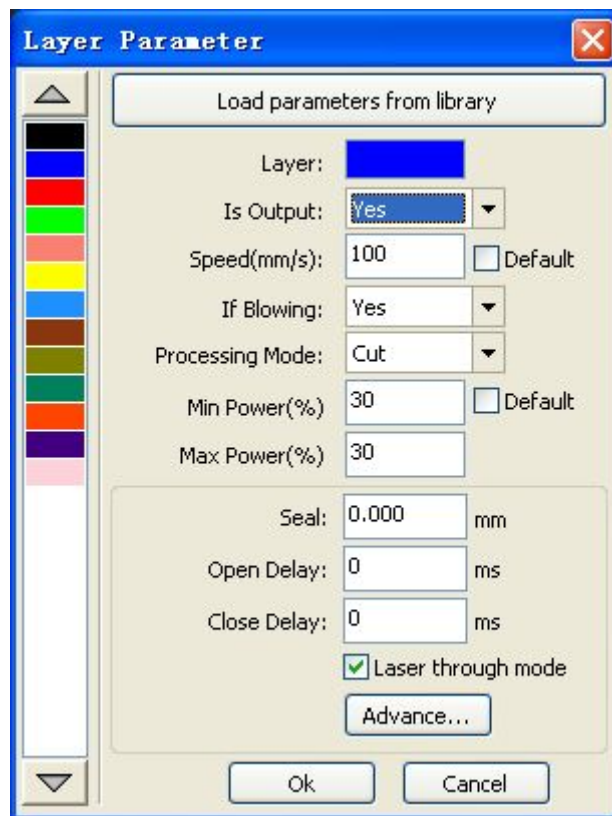 Layer Parameter
Load parameters from library
Layer:
Is Output: Yes
Speed(mm/s): 100 Default
If Blowing: Yes
Processing Mode: Cut
Min Power(%) 30 Default
Max Power(%) 30
Seal: 0.000 mm
Open Delay: 0 ms
Close Delay: 0 ms
Laser through mode
Advance...
Ok Cancel